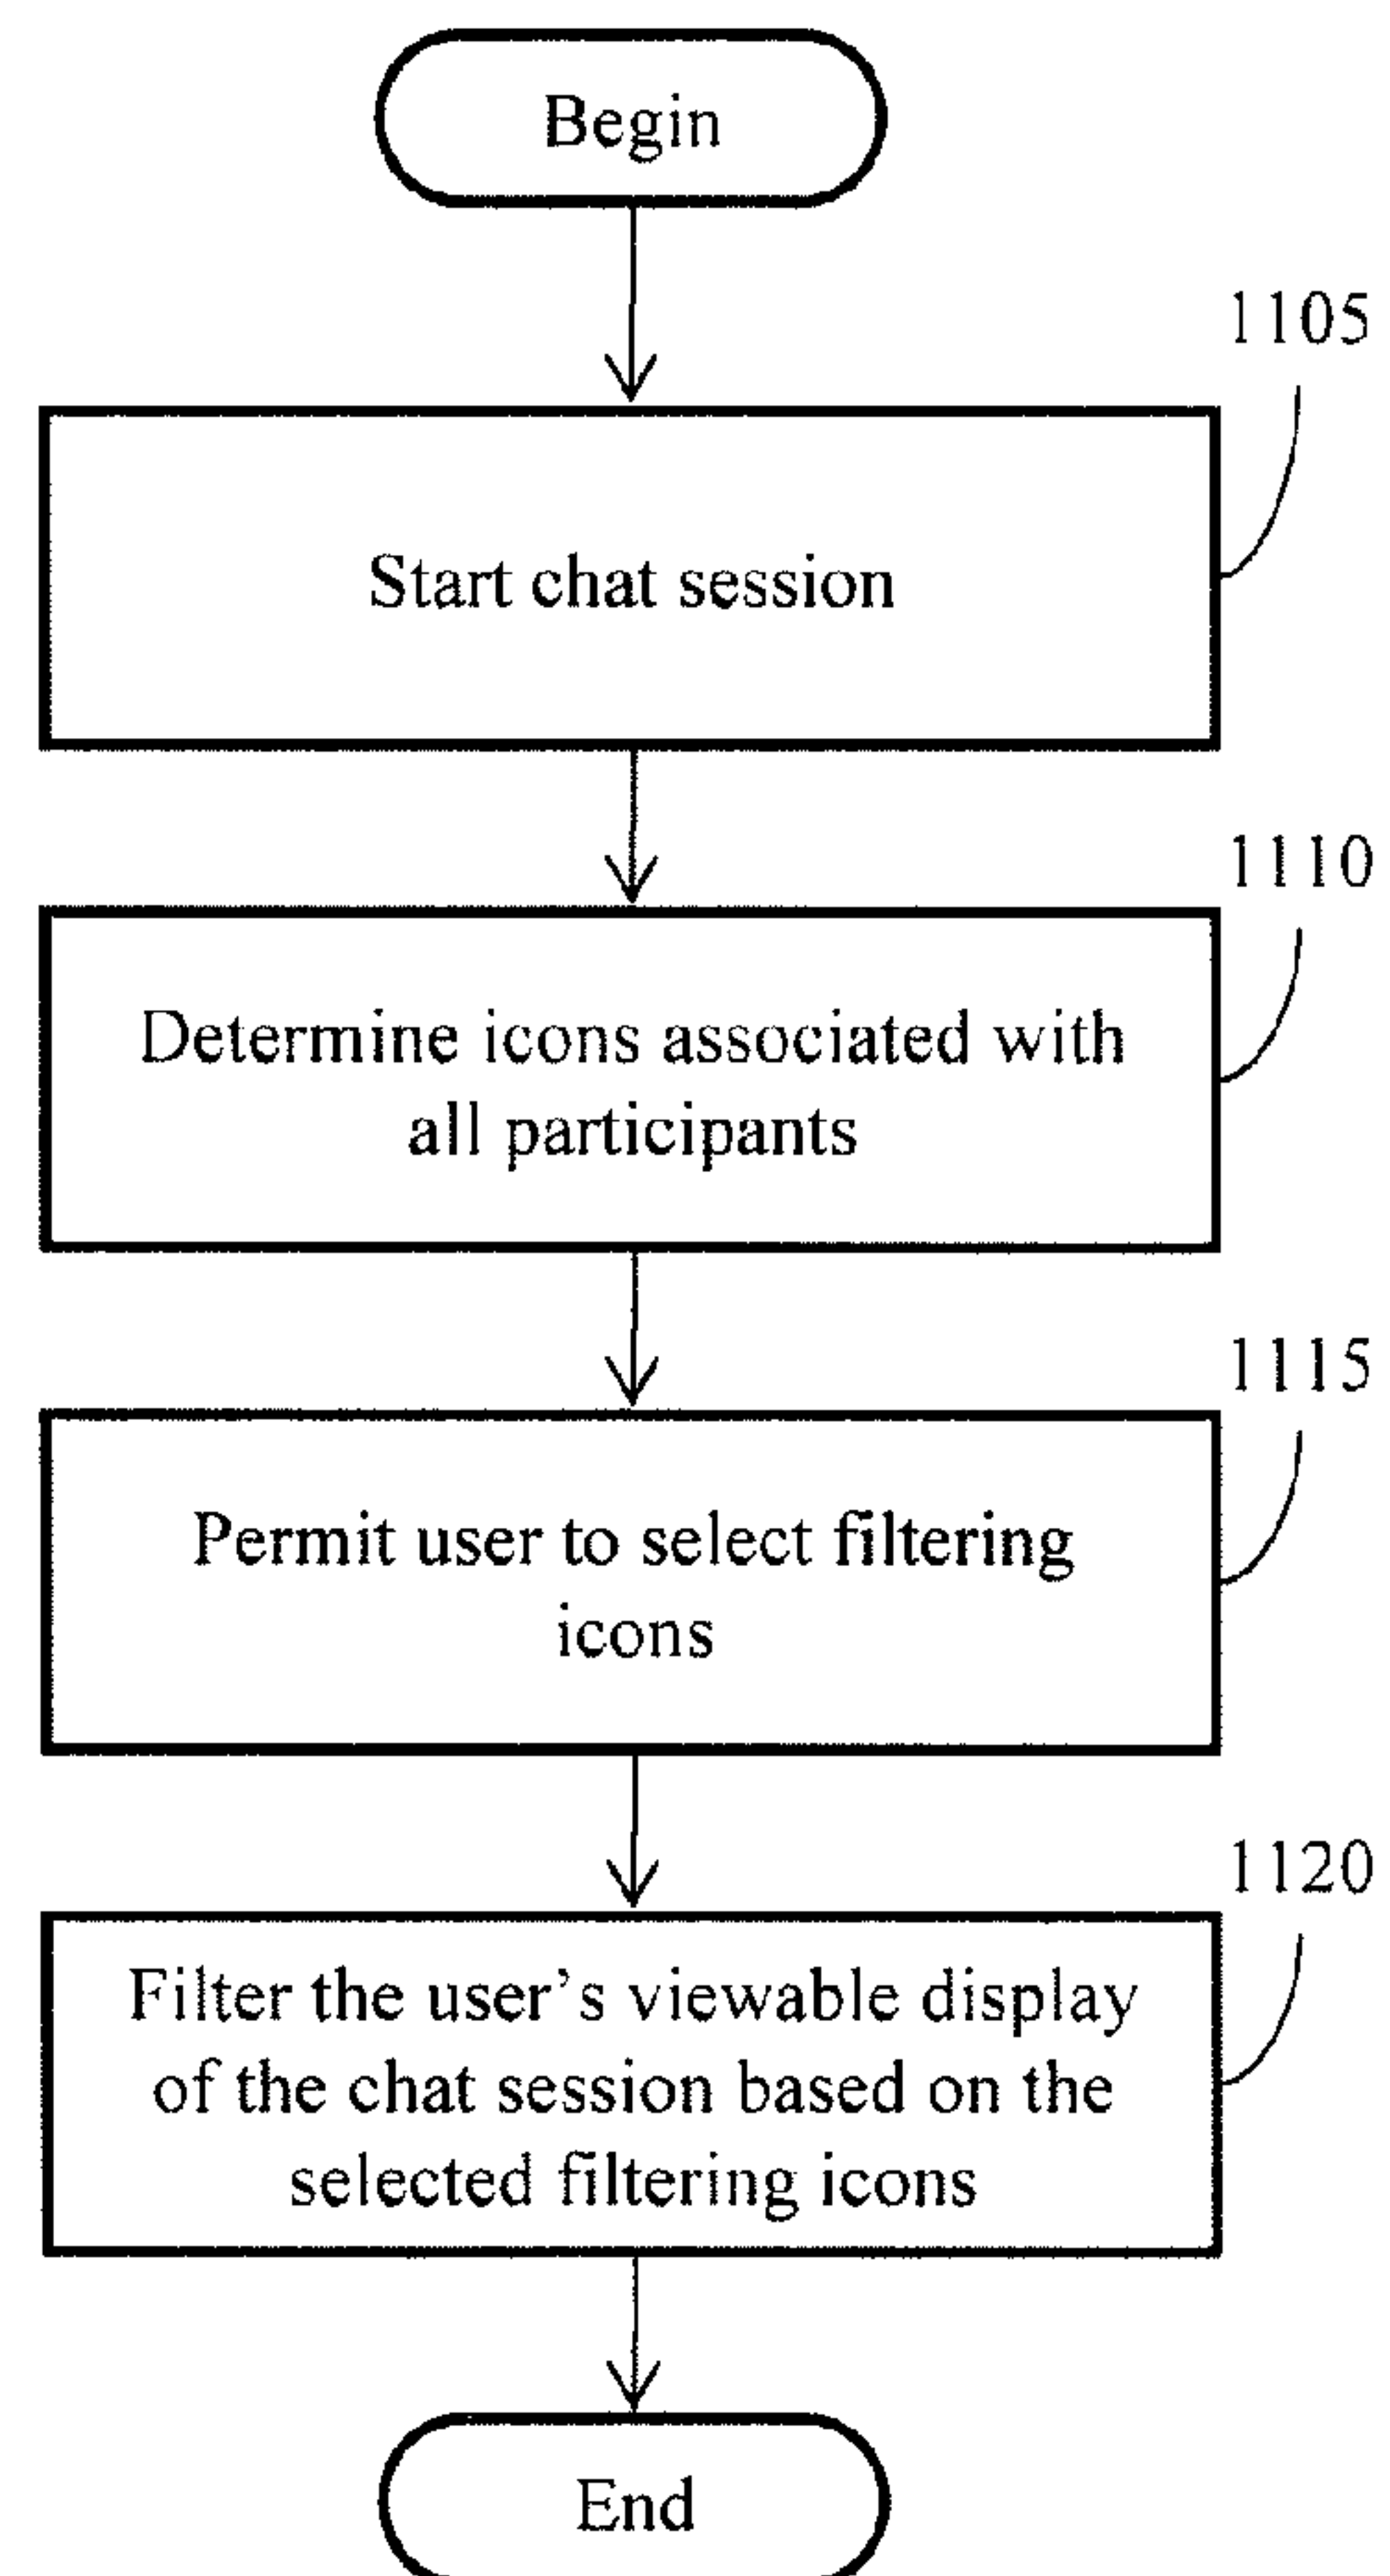 Begin
1105
Start chat session
1110
Determine icons associated with
all participants
1115
Permit user to select filtering
icons
1120
Filter the user's viewable display
of the chat session based on the
selected filtering icons
End